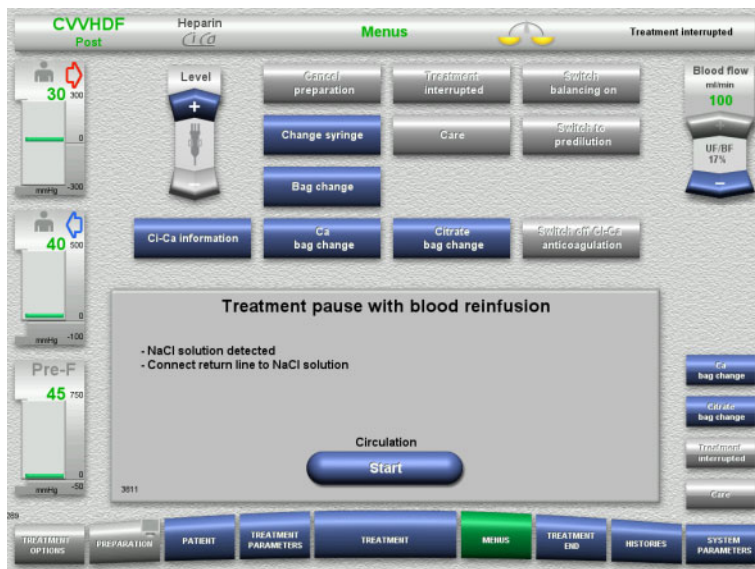 CVVHDF
Post
Heparin
Ci Ca
Menus
Treatment interrupted
30
300
0
-300
mmHg
Level
+
Cancel
preparation
Treatment
interrupted
Switch
balancing on
Change syringe
Care
Switch to
predilution
Bag change
Blood flow
ml/min
100
+
UF/BF
17%
−
40
500
0
-100
mmHg
Ci-Ca information
Ca
bag change
Citrate
bag change
Switch off Ci-Ca
anticoagulation
Treatment pause with blood reinfusion
- NaCl solution detected
- Connect return line to NaCl solution
Circulation
Start
3811
Pre-F
45
750
0
-50
mmHg
Ca
bag change
Citrate
bag change
Treatment
interrupted
Care
TREATMENT
OPTIONS
PREPARATION
PATIENT
TREATMENT
PARAMETERS
TREATMENT
MENUS
TREATMENT
END
HISTORIES
SYSTEM
PARAMETERS